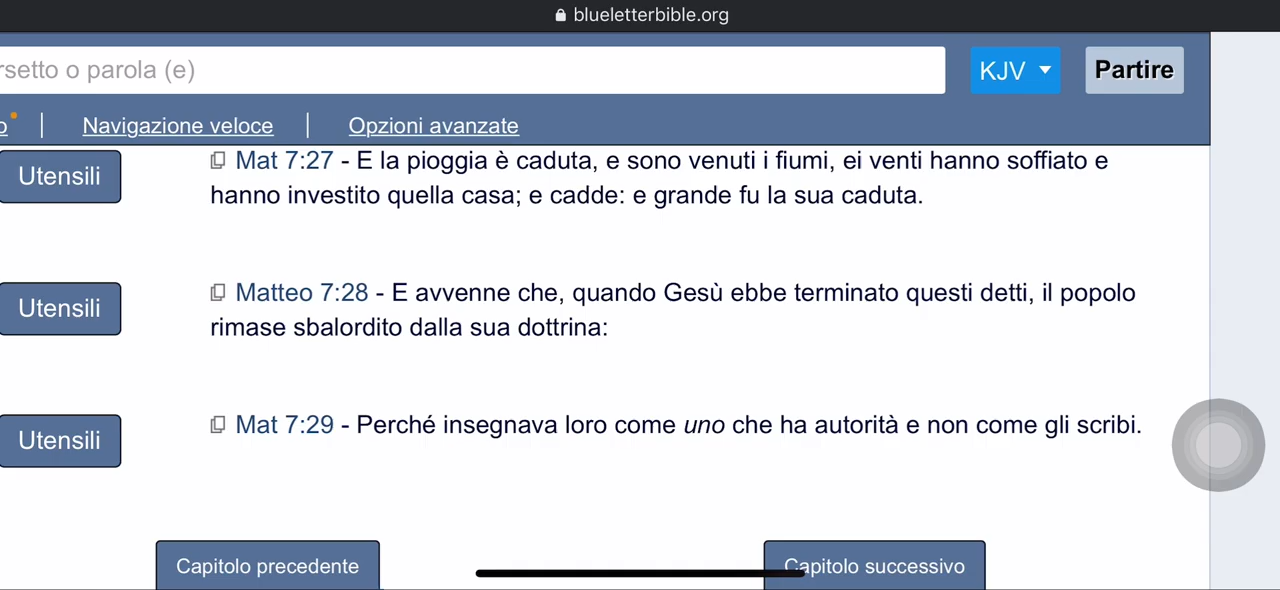 blueletterbible.org
rsetto o parola (e)
KJV
Partire
o | Navigazione veloce | Opzioni avanzate
Utensili
Mat 7:27 - E la pioggia è caduta, e sono venuti i fiumi, ei venti hanno soffiato e
hanno investito quella casa; e cadde: e grande fu la sua caduta.
Utensili
Matteo 7:28 - E avvenne che, quando Gesù ebbe terminato questi detti, il popolo
rimase sbalordito dalla sua dottrina:
Utensili
Mat 7:29 - Perché insegnava loro come uno che ha autorità e non come gli scribi.
Capitolo precedente
Capitolo successivo